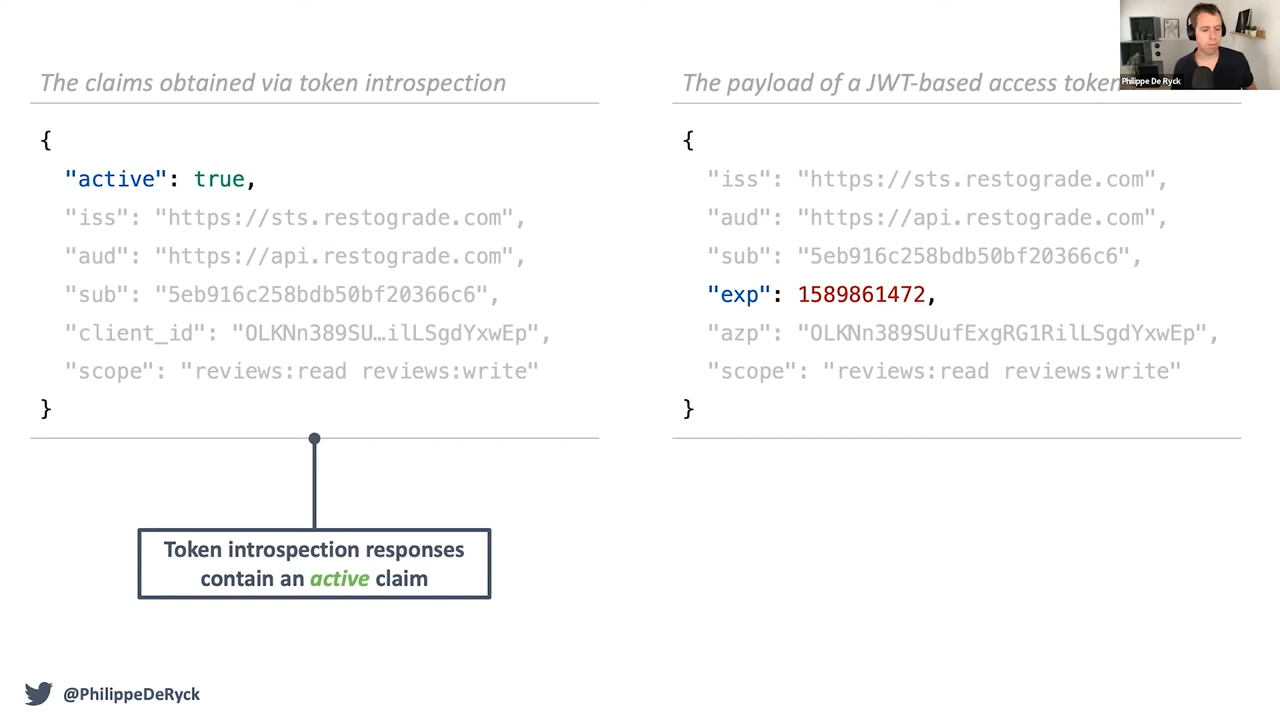 The claims obtained via token introspection
{
"active": true,
"iss": "https://sts.restograde.com",
"aud": "https://api.restograde.com",
"sub": "5eb916c258bdb50bf20366c6",
"client_id": "OLKNn389SU…ilLSgdYxwEp",
"scope": "reviews:read reviews:write"
}
Token introspection responses
contain an active claim
The payload of a JWT-based access token
{
"iss": "https://sts.restograde.com",
"aud": "https://api.restograde.com",
"sub": "5eb916c258bdb50bf20366c6",
"exp": 1589861472,
"azp": "OLKNn389SUufExgRG1RilLSgdYxwEp",
"scope": "reviews:read reviews:write"
}
Philippe De Ryck
@PhilippeDeRyck